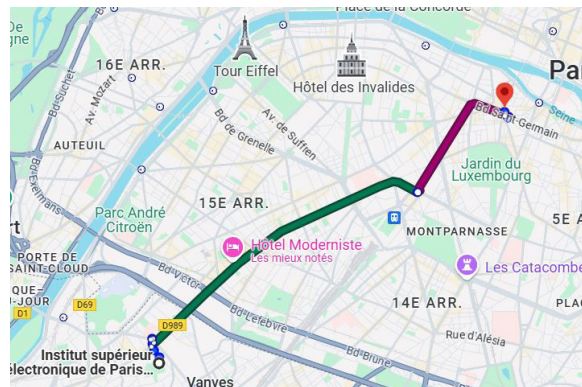 Place de la Concorde
16E ARR.
Tour Eiffel
Hôtel des Invalides
Bd Suchet
Av. Mozart
Bd Saint-Germain
Seine
Bd de Grenelle
Av. de Suffren
AUTEUIL
Bd Exelmans
Jardin du
Luxembourg
15E ARR.
Parc André
Citroën
5E A
MONTPARNASSE
Hôtel Moderniste
Les mieux notés
PORTE DE
SAINT-CLOUD
Les Catacombe
Bd Victor
QUE-
U-JOUR
D69
D1
14E ARR.
PLAC
D989
Bd Lefebvre
Rue d'Alésia
Institut supérieur
électronique de Paris...
Bd Brune
Vanves